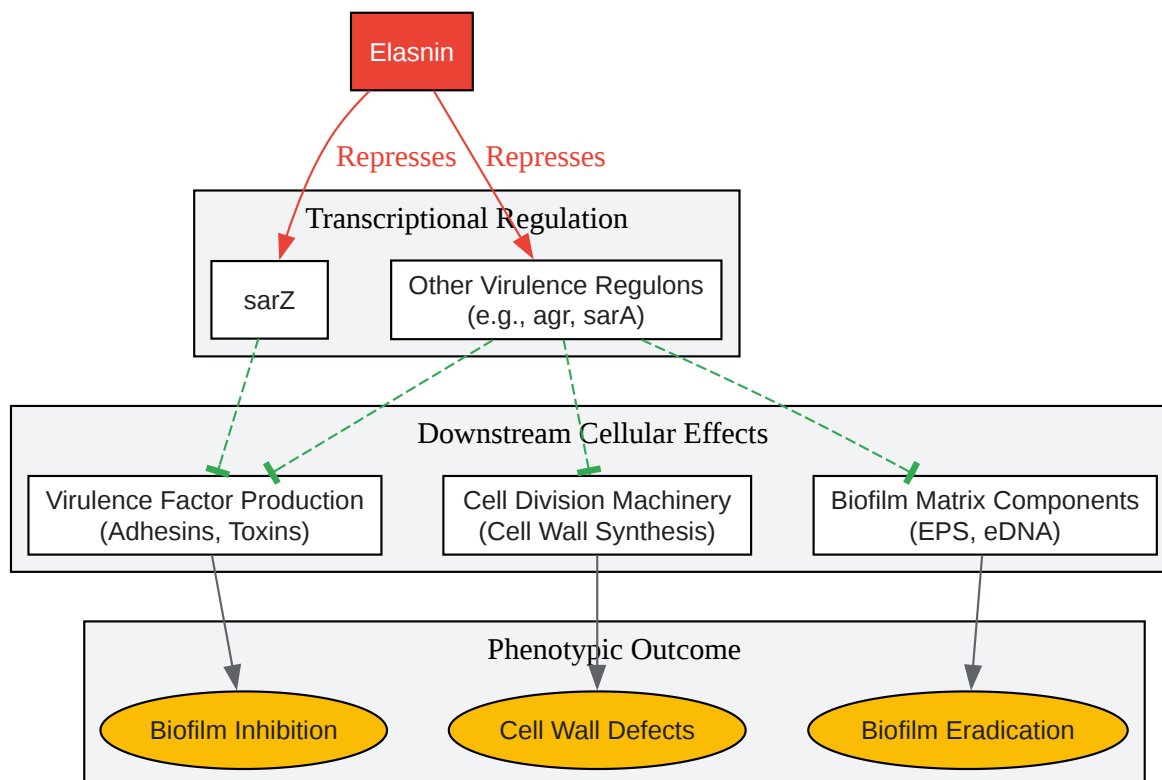 Elasnin
Represses
Represses
Transcriptional Regulation
sarZ
Other Virulence Regulons
(e.g., agr, sarA)
Downstream Cellular Effects
Virulence Factor Production
(Adhesins, Toxins)
Cell Division Machinery
(Cell Wall Synthesis)
Biofilm Matrix Components
(EPS, eDNA)
Phenotypic Outcome
Biofilm Inhibition
Cell Wall Defects
Biofilm Eradication